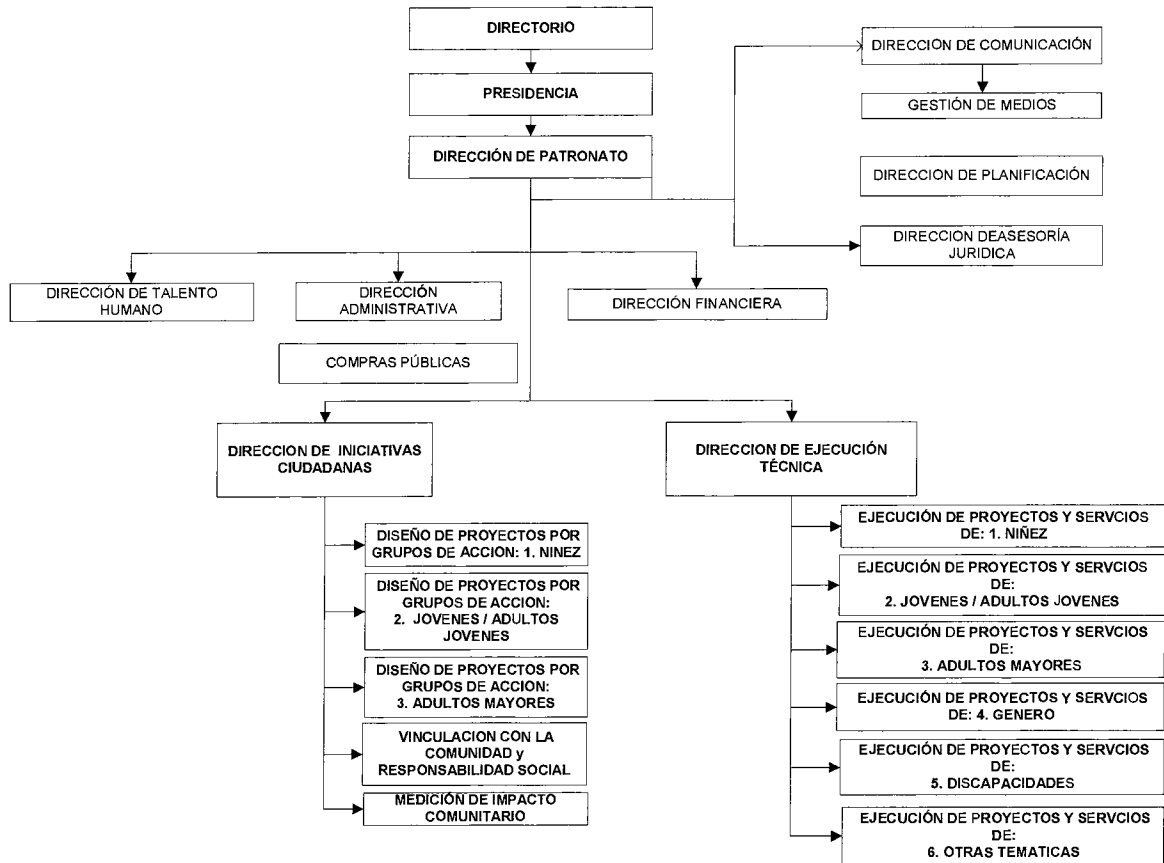 DIRECTORIO
PRESIDENCIA
DIRECCIÓN DE PATRONATO
DIRECCION DE COMUNICACIÓN
GESTIÓN DE MEDIOS
DIRECCION DE PLANIFICACIÓN
DIRECCION DEASESORÍA
JURIDICA
DIRECCIÓN DE TALENTO
HUMANO
DIRECCIÓN
ADMINISTRATIVA
DIRECCIÓN FINANCIERA
COMPRAS PÚBLICAS
DIRECCION DE INICIATIVAS
CIUDADANAS
DISEÑO DE PROYECTOS POR
GRUPOS DE ACCION: 1. NINEZ
DISEÑO DE PROYECTOS POR
GRUPOS DE ACCION:
2. JOVENES / ADULTOS
JOVENES
DISEÑO DE PROYECTOS POR
GRUPOS DE ACCION:
3. ADULTOS MAYORES
VINCULACION CON LA
COMUNIDAD y
RESPONSABILIDAD SOCIAL
MEDICIÓN DE IMPACTO
COMUNITARIO
DIRECCION DE EJECUCIÓN
TÉCNICA
EJECUCIÓN DE PROYECTOS Y SERVCIOS
DE: 1. NIÑEZ
EJECUCIÓN DE PROYECTOS Y SERVCIOS
DE:
2. JOVENES / ADULTOS JOVENES
EJECUCIÓN DE PROYECTOS Y SERVCIOS
DE:
3. ADULTOS MAYORES
EJECUCIÓN DE PROYECTOS Y SERVCIOS
DE: 4. GENERO
EJECUCIÓN DE PROYECTOS Y SERVCIOS
DE:
5. DISCAPACIDADES
EJECUCIÓN DE PROYECTOS Y SERVCIOS
DE:
6. OTRAS TEMATICAS